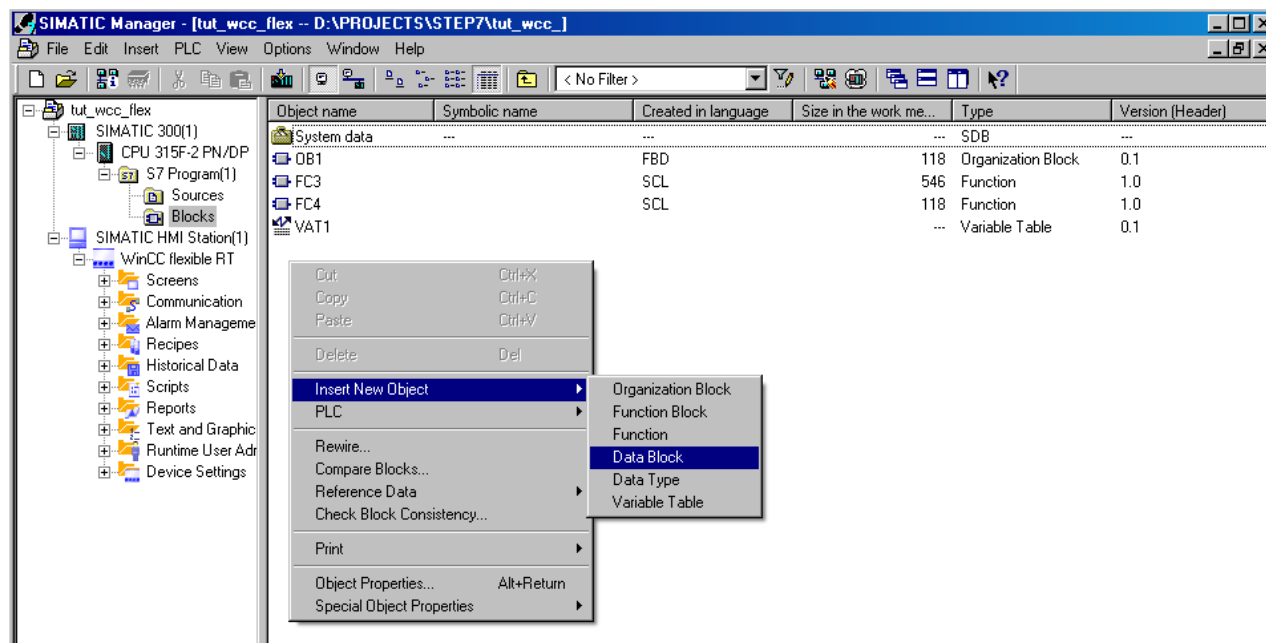 SIMATIC Manager - [tut_wcc_flex -- D:\PROJECTS\STEP7\tut_wcc_]
File Edit Insert PLC View Options Window Help
< No Filter >
tut_wcc_flex
SIMATIC 300(1)
CPU 315F-2 PN/DP
S7 Program(1)
Sources
Blocks
SIMATIC HMI Station(1)
WinCC flexible RT
Screens
Communication
Alarm Manageme
Recipes
Historical Data
Scripts
Reports
Text and Graphic
Runtime User Adr
Device Settings
Object name Symbolic name Created in language Size in the work me... Type Version (Header)
System data --- --- --- SDB ---
OB1 FBD 118 Organization Block 0.1
FC3 SCL 546 Function 1.0
FC4 SCL 118 Function 1.0
VAT1 --- Variable Table 0.1
Cut Ctrl+X
Copy Ctrl+C
Paste Ctrl+V
Delete Del
Insert New Object
PLC
Rewire...
Compare Blocks...
Reference Data
Check Block Consistency...
Print
Object Properties... Alt+Return
Special Object Properties
Organization Block
Function Block
Function
Data Block
Data Type
Variable Table